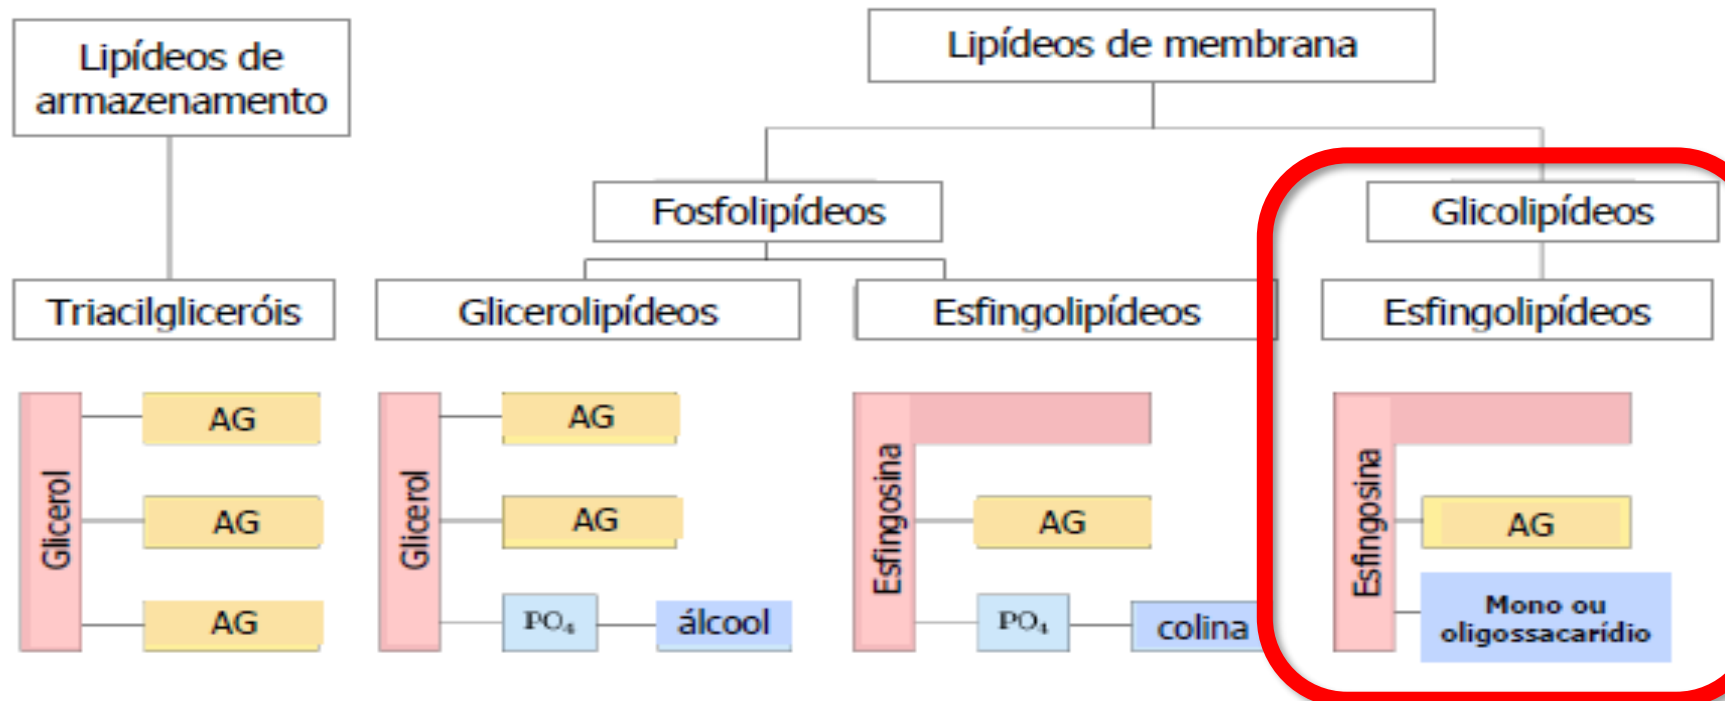 Lipídeos de
armazenamento
Lipídeos de membrana
Fosfolipídeos
Glicolipídeos
Triacilgliceróis
Glicerolipídeos
Esfingolipídeos
Esfingolipídeos
Glicerol
AG
AG
AG
Glicerol
AG
AG
PO₄
álcool
Esfingosina
AG
PO₄
colina
Esfingosina
AG
Mono ou
oligossacarídio